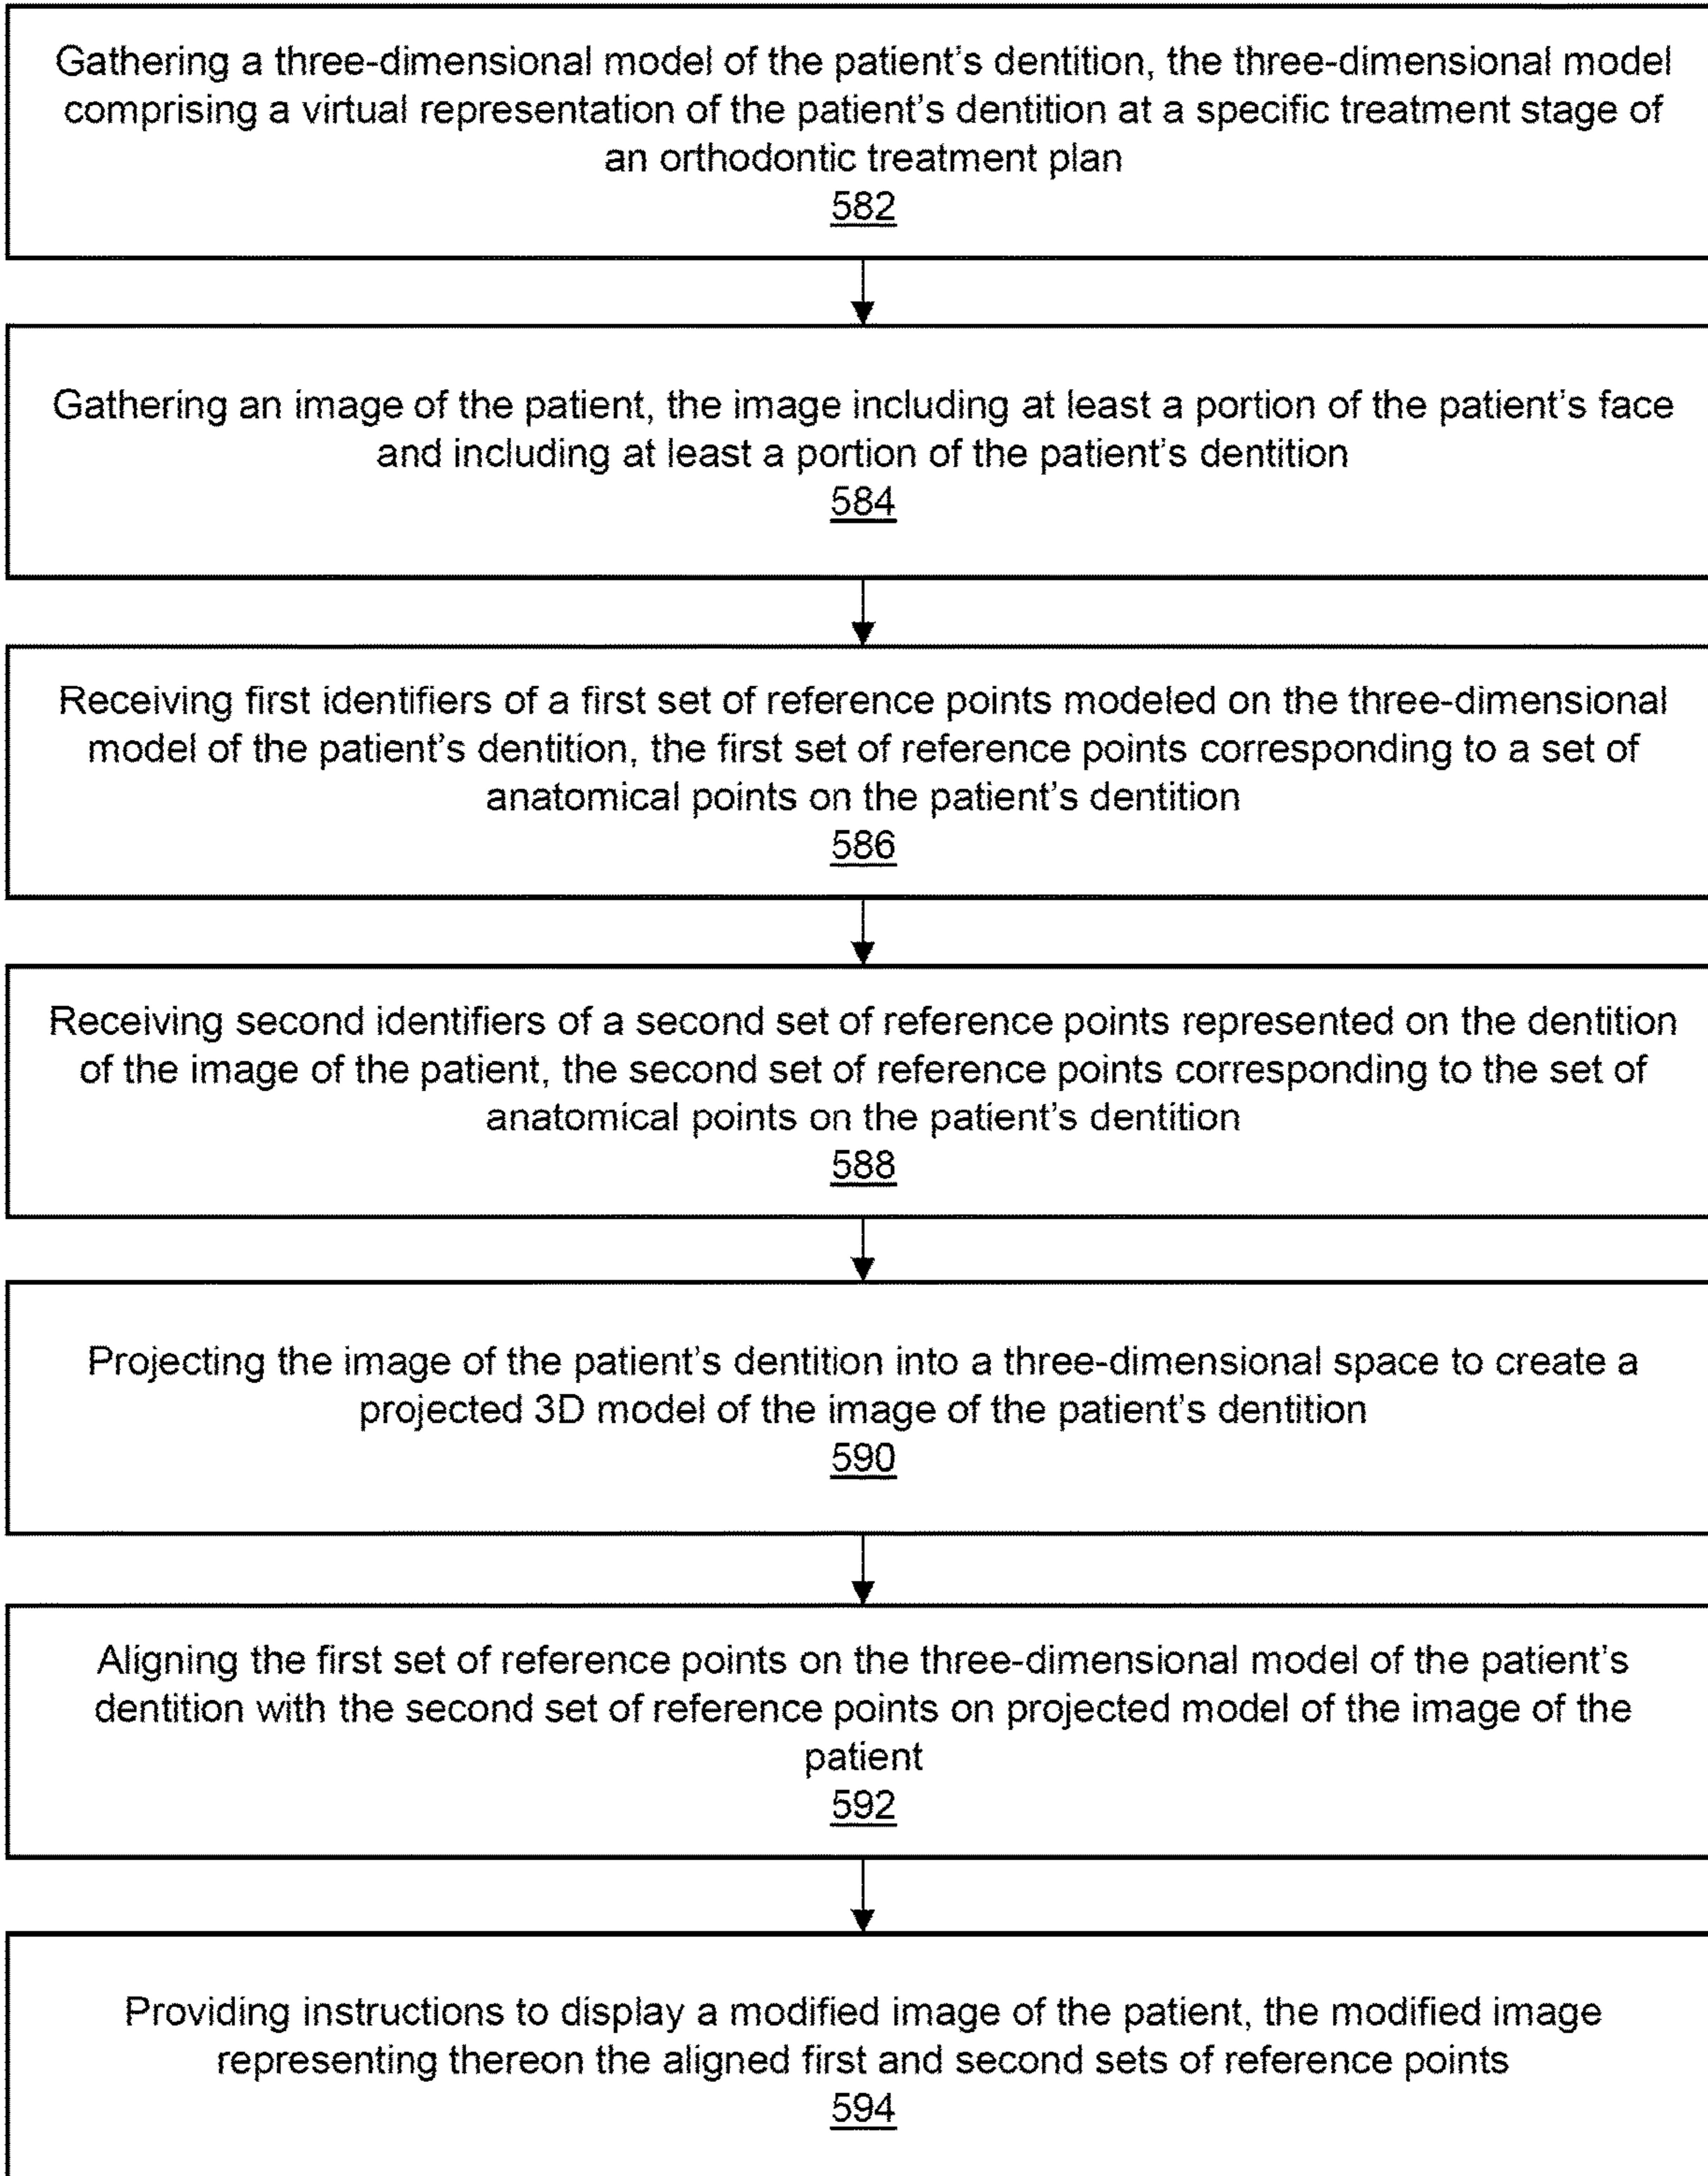 Gathering a three-dimensional model of the patient's dentition, the three-dimensional model
comprising a virtual representation of the patient's dentition at a specific treatment stage of
an orthodontic treatment plan
582
Gathering an image of the patient, the image including at least a portion of the patient's face
and including at least a portion of the patient's dentition
584
Receiving first identifiers of a first set of reference points modeled on the three-dimensional
model of the patient's dentition, the first set of reference points corresponding to a set of
anatomical points on the patient's dentition
586
Receiving second identifiers of a second set of reference points represented on the dentition
of the image of the patient, the second set of reference points corresponding to the set of
anatomical points on the patient's dentition
588
Projecting the image of the patient's dentition into a three-dimensional space to create a
projected 3D model of the image of the patient's dentition
590
Aligning the first set of reference points on the three-dimensional model of the patient's
dentition with the second set of reference points on projected model of the image of the
patient
592
Providing instructions to display a modified image of the patient, the modified image
representing thereon the aligned first and second sets of reference points
594